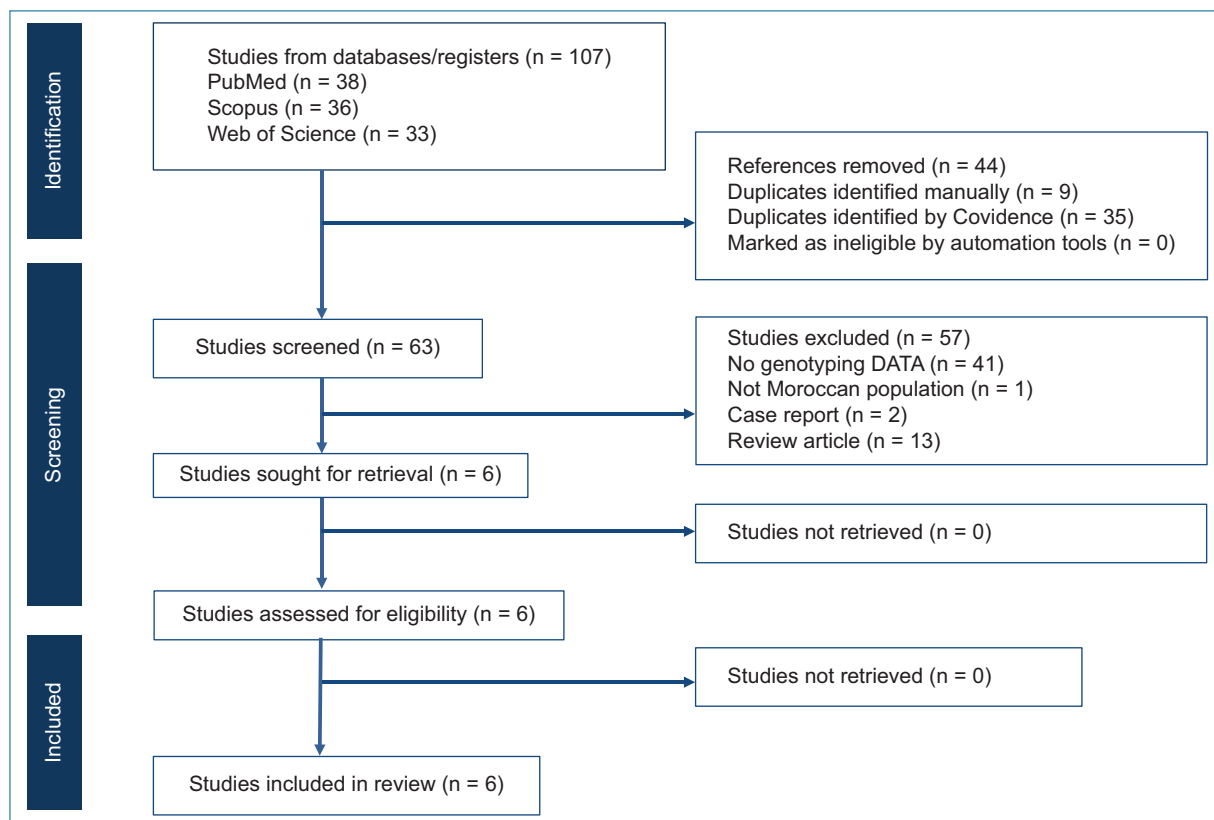 Identification
Studies from databases/registers (n = 107)
PubMed (n = 38)
Scopus (n = 36)
Web of Science (n = 33)
References removed (n = 44)
Duplicates identified manually (n = 9)
Duplicates identified by Covidence (n = 35)
Marked as ineligible by automation tools (n = 0)
Screening
Studies screened (n = 63)
Studies excluded (n = 57)
No genotyping DATA (n = 41)
Not Moroccan population (n = 1)
Case report (n = 2)
Review article (n = 13)
Studies sought for retrieval (n = 6)
Studies not retrieved (n = 0)
Studies assessed for eligibility (n = 6)
Included
Studies not retrieved (n = 0)
Studies included in review (n = 6)